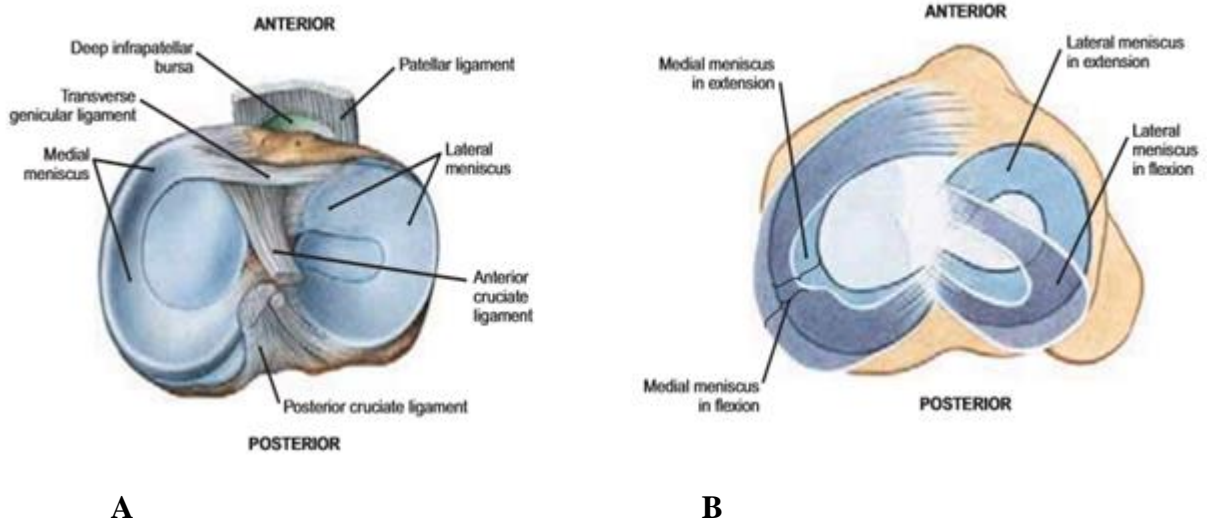 ANTERIOR
Deep infrapatellar
bursa
Patellar ligament
Transverse
genicular ligament
Medial
meniscus
Lateral
meniscus
Anterior
cruciate
ligament
Posterior cruciate ligament
POSTERIOR
A
ANTERIOR
Lateral meniscus
in extension
Medial meniscus
in extension
Lateral
meniscus
in flexion
Medial meniscus
in flexion
POSTERIOR
B